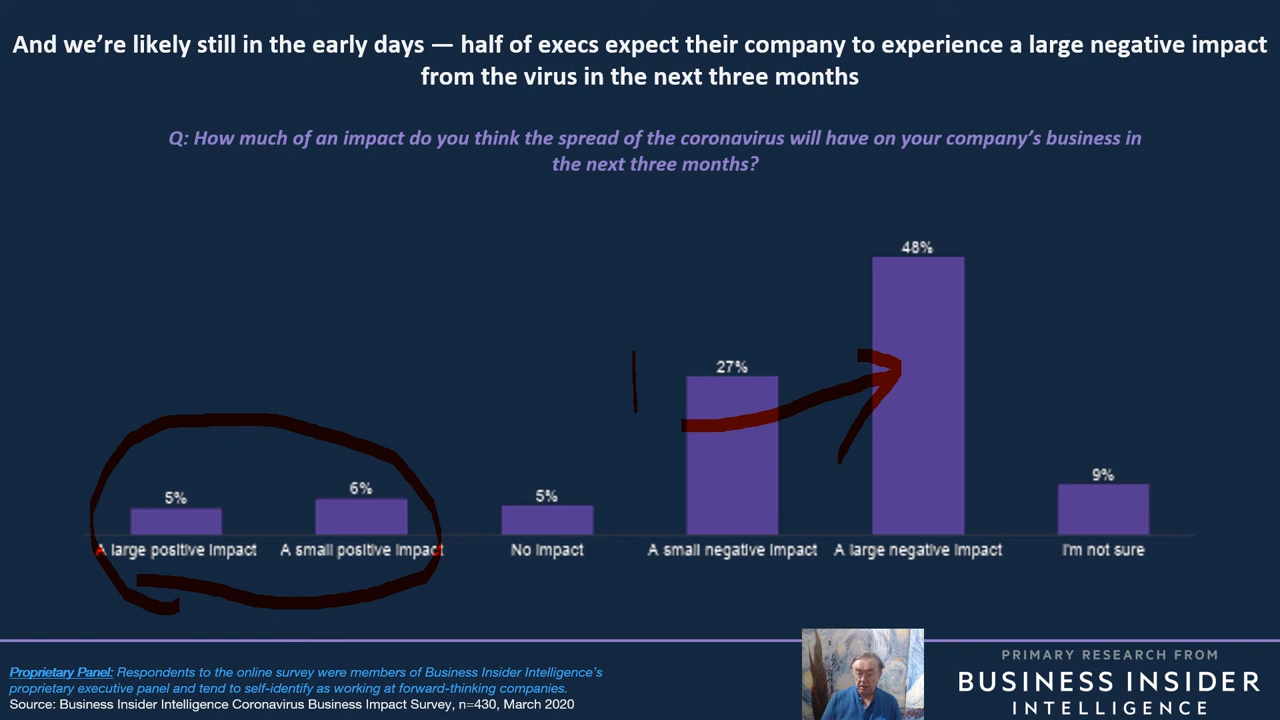 And we're likely still in the early days — half of execs expect their company to experience a large negative impact
from the virus in the next three months
Q: How much of an impact do you think the spread of the coronavirus will have on your company's business in
the next three months?
48%
27%
9%
6%
5%
5%
A large positive impact
A small positive impact
No impact
A small negative impact
A large negative impact
I'm not sure
Proprietary Panel: Respondents to the online survey were members of Business Insider Intelligence's
proprietary executive panel and tend to self-identify as working at forward-thinking companies.
Source: Business Insider Intelligence Coronavirus Business Impact Survey, n=430, March 2020
PRIMARY RESEARCH FROM
BUSINESS INSIDER
INTELLIGENCE